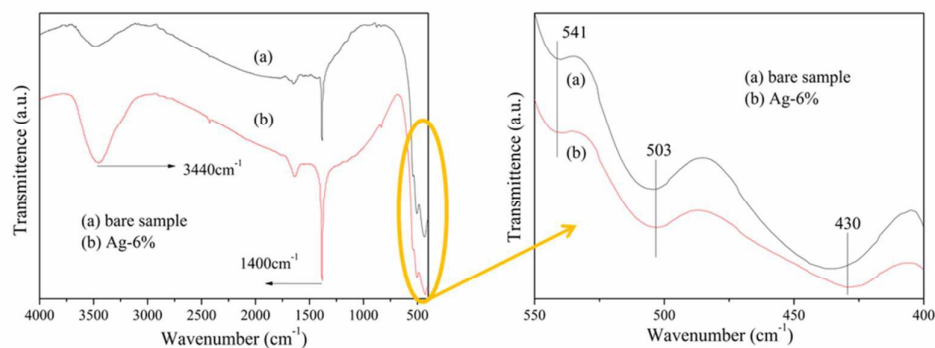 Transmittence (a.u.)
(a)
(b)
3440cm-1
(a) bare sample
(b) Ag-6%
1400cm-1
4000 3500 3000 2500 2000 1500 1000 500
Wavenumber (cm-1)
Transmittence (a.u.)
541
(a)
(a) bare sample
(b) Ag-6%
(b)
503
430
550 500 450 400
Wavenumber (cm-1)